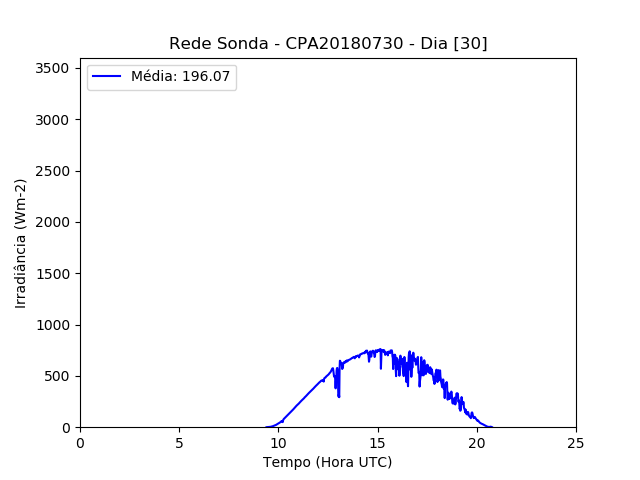 Rede Sonda - CPA20180730 - Dia [30]
Média: 196.07
3500
3000
2500
2000
1500
1000
500
0
Irradiância (Wm-2)
0 5 10 15 20 25
Tempo (Hora UTC)